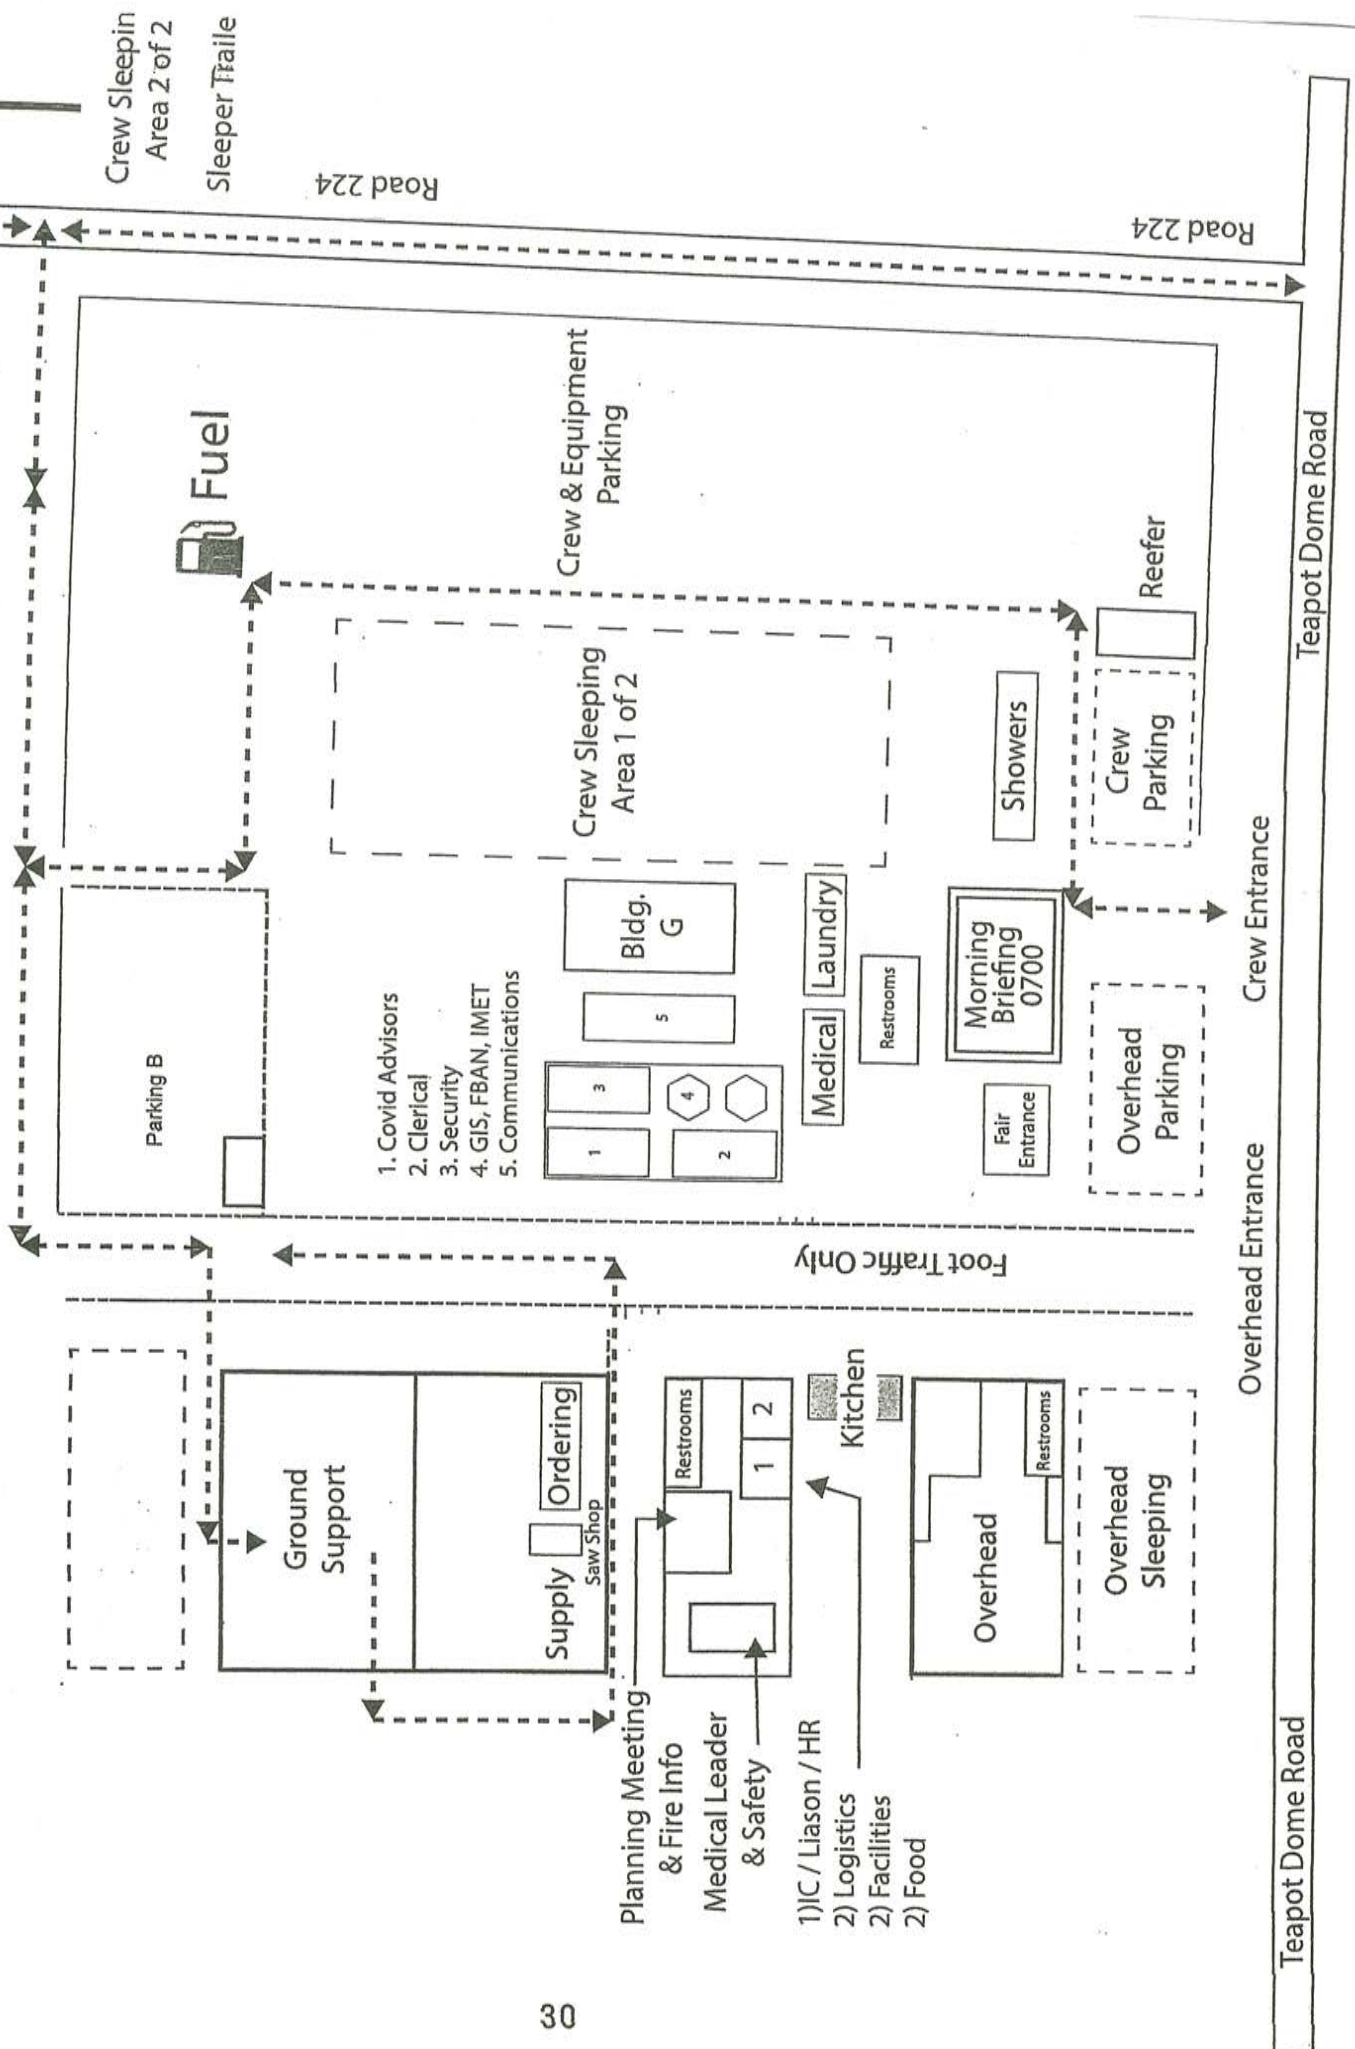 Crew Sleepin
Area 2 of 2
Sleeper Traile
Road 224
Road 224
Fuel
Crew & Equipment
Parking
Reefer
Teapot Dome Road
Crew Sleeping
Area 1 of 2
Showers
Crew
Parking
Crew Entrance
Parking B
1. Covid Advisors
2. Clerical
3. Security
4. GIS, FBAN, IMET
5. Communications
Bldg.
G
5
3
4
1
2
Laundry
Medical
Restrooms
Morning
Briefing
0700
Fair
Entrance
Overhead
Parking
Overhead Entrance
Foot Traffic Only
Ground
Support
Ordering
Saw Shop
Supply
Restrooms
1
2
Kitchen
Overhead
Restrooms
Overhead
Sleeping
Planning Meeting
& Fire Info
Medical Leader
& Safety
1)IC / Liason / HR
2) Logistics
2) Facilities
2) Food
Teapot Dome Road
30